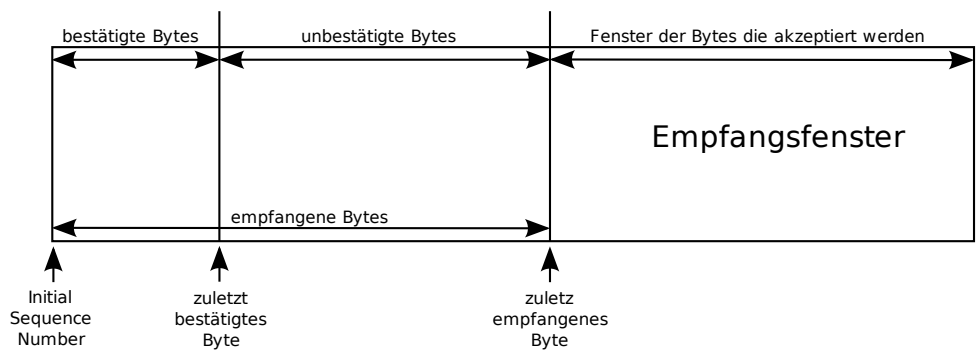 bestätigte Bytes
unbestätigte Bytes
Fenster der Bytes die akzeptiert werden
Empfangsfenster
empfangene Bytes
Initial
Sequence
Number
zuletzt
bestätigtes
Byte
zuletz
empfangenes
Byte